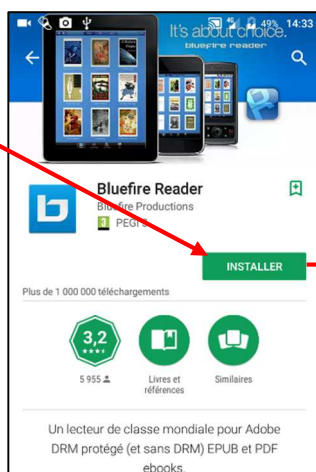 49% 14:33
It's about choice.
bluefire reader
Bluefire Reader
Bluefire Productions
3 PEGI 3
INSTALLER
Plus de 1 000 000 téléchargements
3,2
5 955
Livres et
références
Similaires
Un lecteur de classe mondiale pour Adobe
DRM protégé (et sans DRM) EPUB et PDF
ebooks.